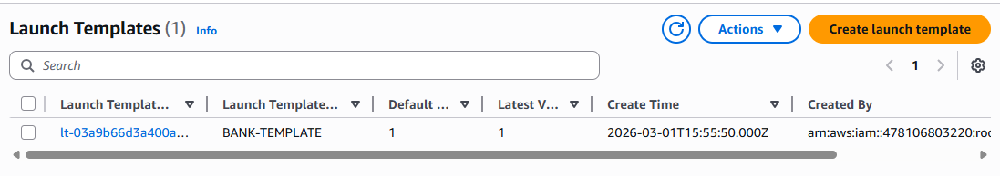 Launch Templates (1) Info
Actions
Create launch template
Search
1
Launch Templat... Launch Template... Default ... Latest V... Create Time Created By
lt-03a9b66d3a400a... BANK-TEMPLATE 1 1 2026-03-01T15:55:50.000Z arn:aws:iam::478106803220:roo